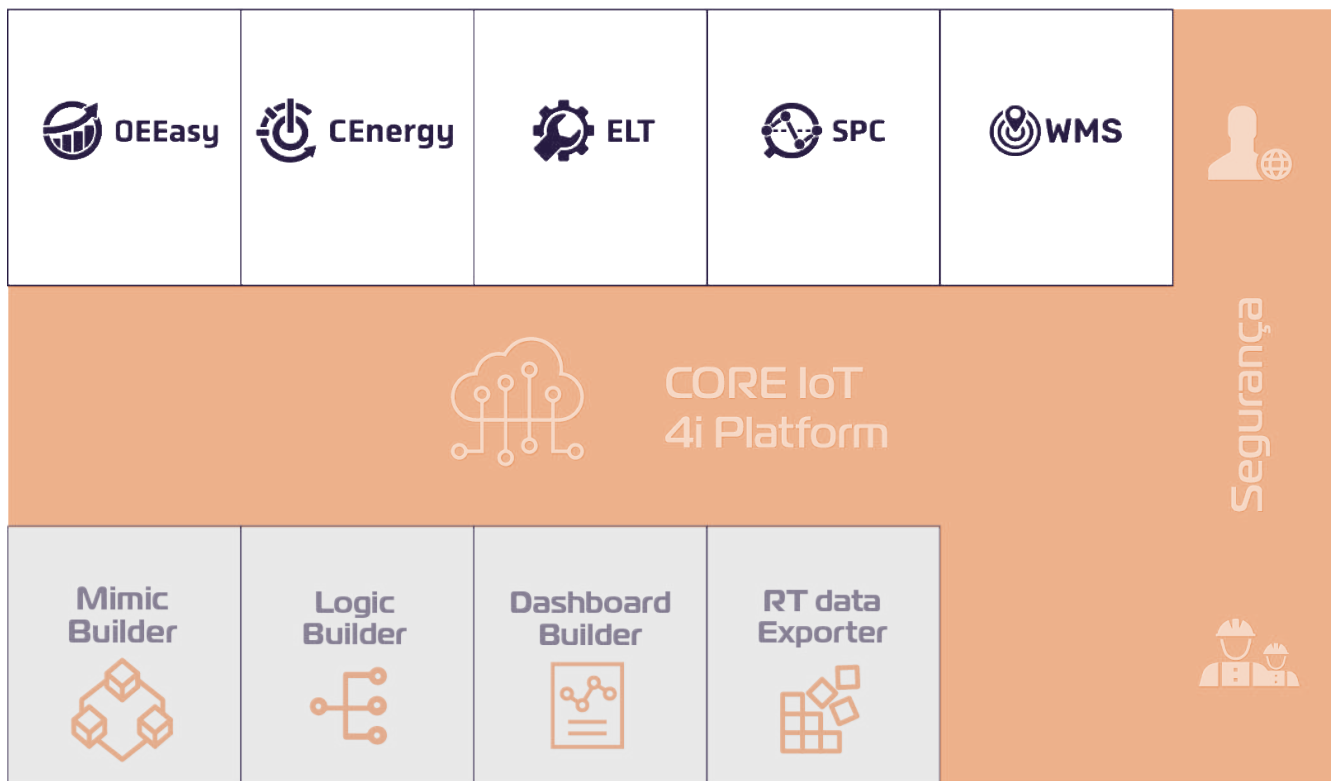 OEEasy
CEnergy
ELT
SPC
WMS
CORE IoT
4i Platform
Segurança
Mimic
Builder
Logic
Builder
Dashboard
Builder
RT data
Exporter